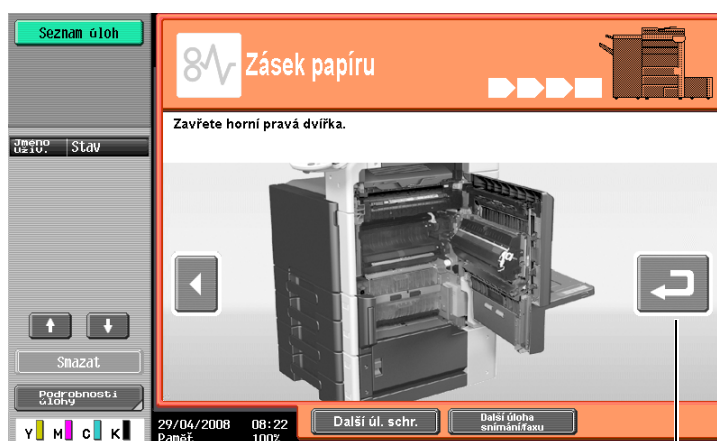 Seznam úloh
Zásek papíru
Zavřete horní pravá dvířka.
Jméno
uživ.
Stav
Smazat
Podrobnosti
úlohy
Y M C K
29/04/2008 08:22
Paměť 100%
Další úl. schr.
Další úloha
snímání/faxu